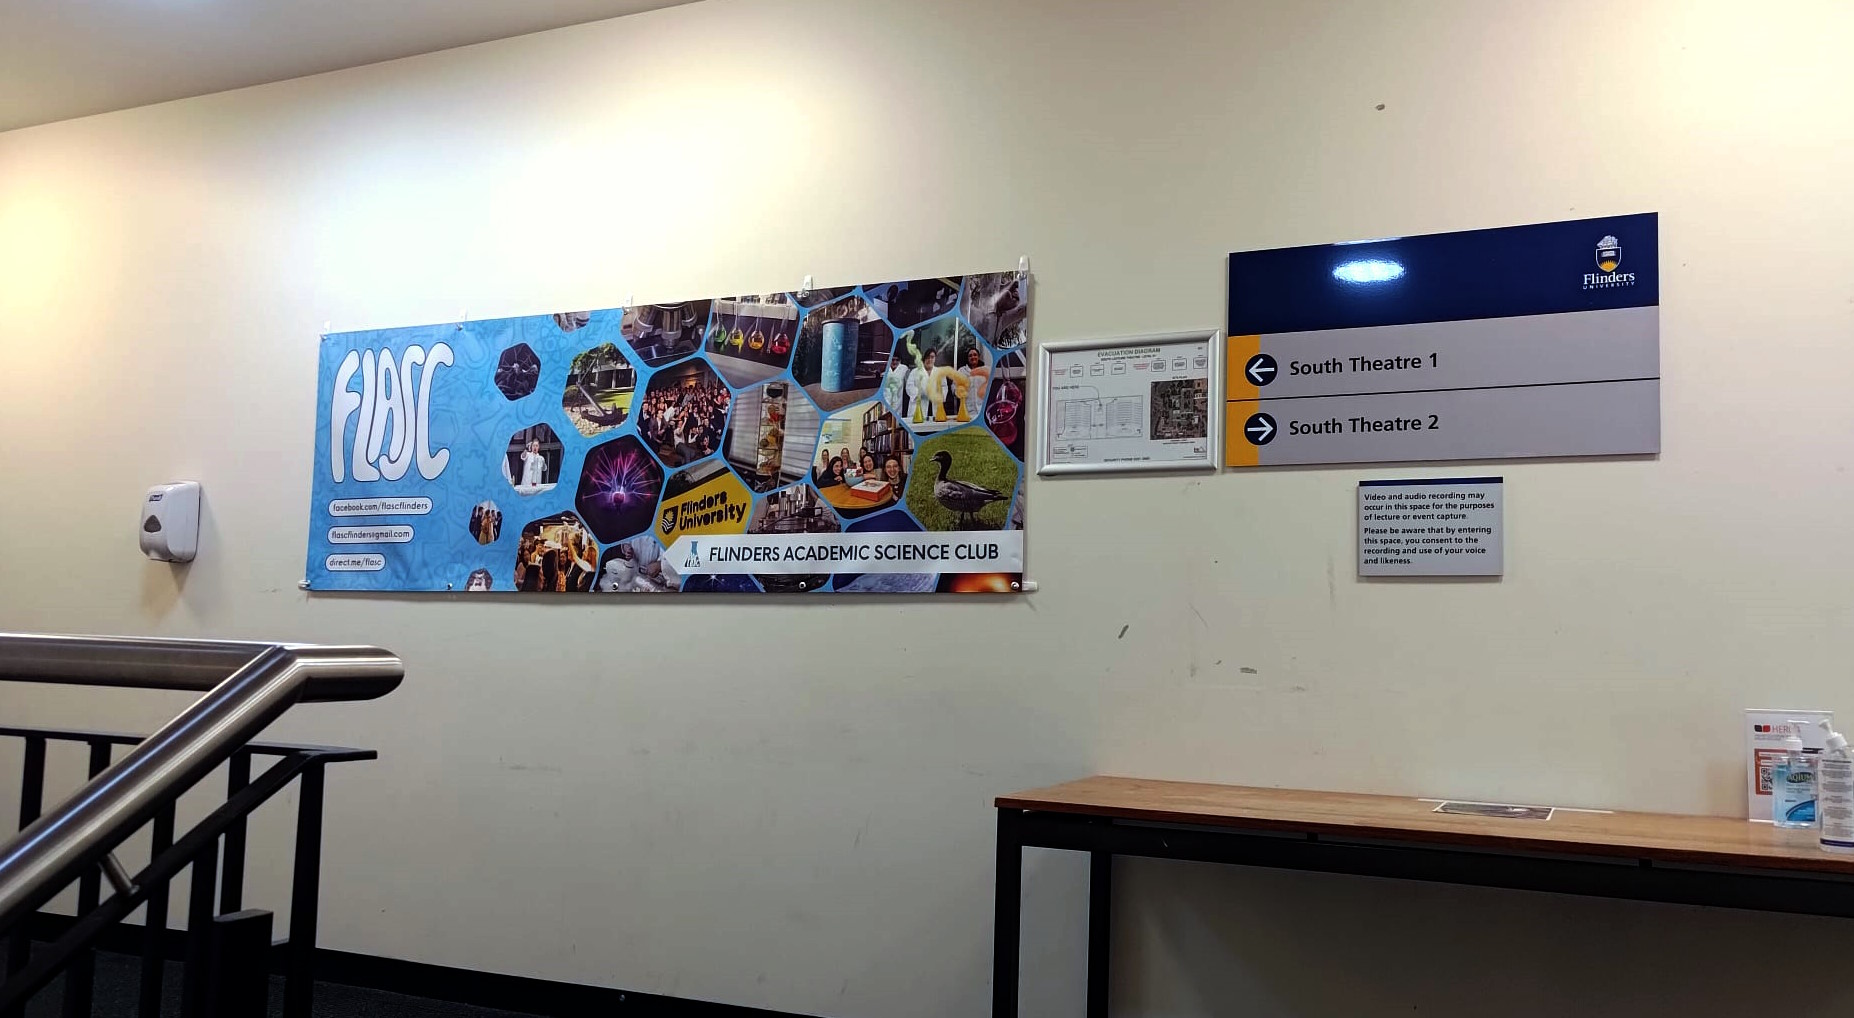 FLASC
facebook.com/flascflinders
flascflinders@gmail.com
direct.me/flasc
Flinders
University
FLINDERS ACADEMIC SCIENCE CLUB
EVACUATION DIAGRAM
YOU ARE HERE
Flinders
UNIVERSITY
South Theatre 1
South Theatre 2
Video and audio recording may
occur in this space for the purposes
of lecture or event capture.
Please be aware that by entering
this space, you consent to the
recording and use of your voice
and likeness.